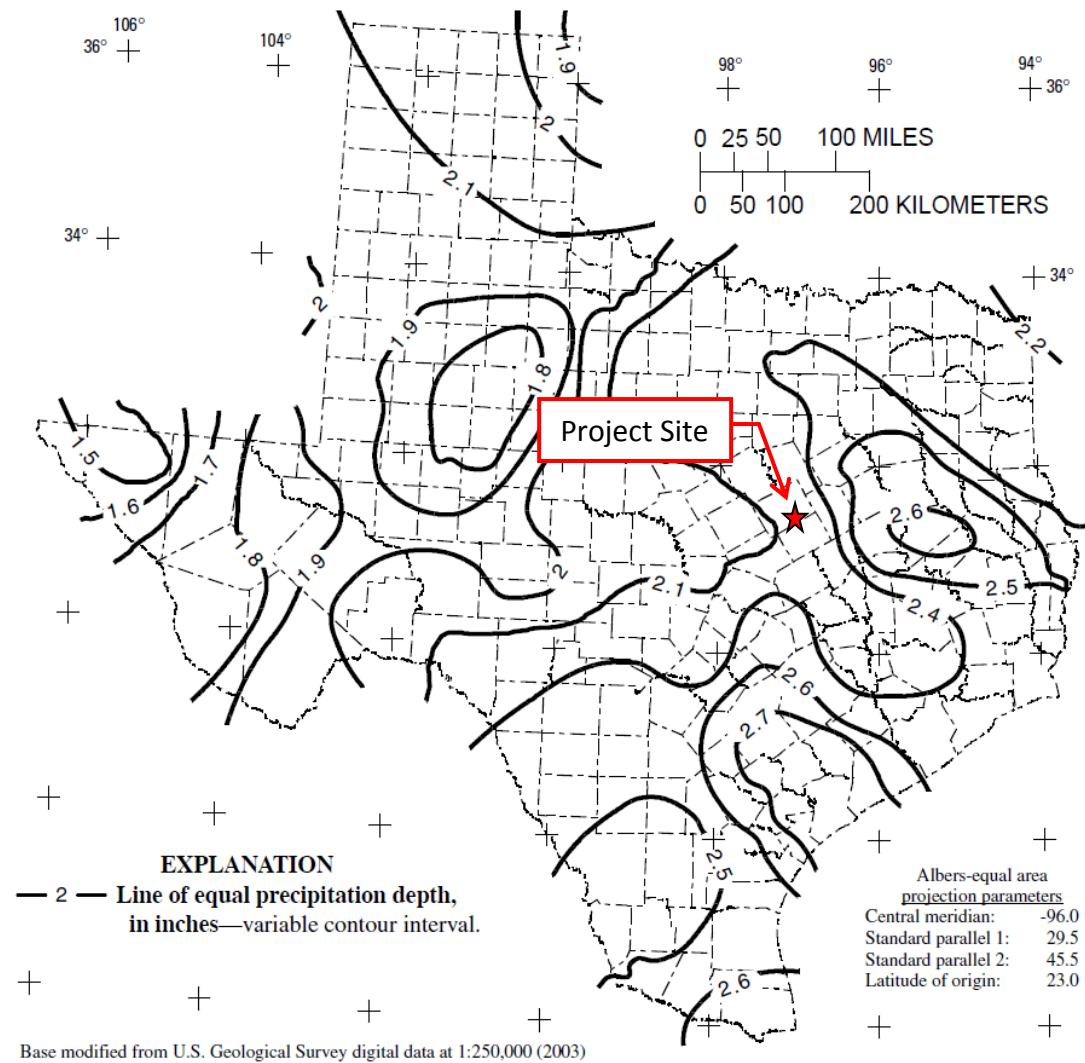 106°
36°
104°
98°
96°
94°
36°
1.9
2
0 25 50 100 MILES
0 50 100 200 KILOMETERS
2.1
34°
34°
2
1.9
2.2
1.8
Project Site
1.5
1.7
1.6
2.6
1.8
1.9
2
2.1
2.5
2.4
2.6
2.7
2.5
2.6
EXPLANATION
2 Line of equal precipitation depth,
in inches—variable contour interval.
Albers-equal area
projection parameters
Central meridian: -96.0
Standard parallel 1: 29.5
Standard parallel 2: 45.5
Latitude of origin: 23.0
Base modified from U.S. Geological Survey digital data at 1:250,000 (2003)